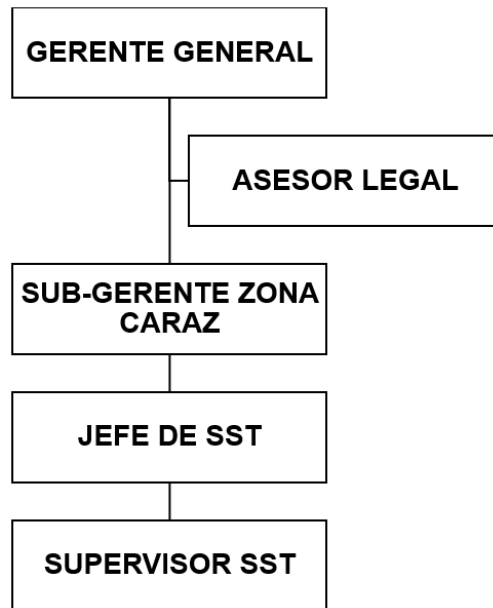 GERENTE GENERAL
ASESOR LEGAL
SUB-GERENTE ZONA
CARAZ
JEFE DE SST
SUPERVISOR SST